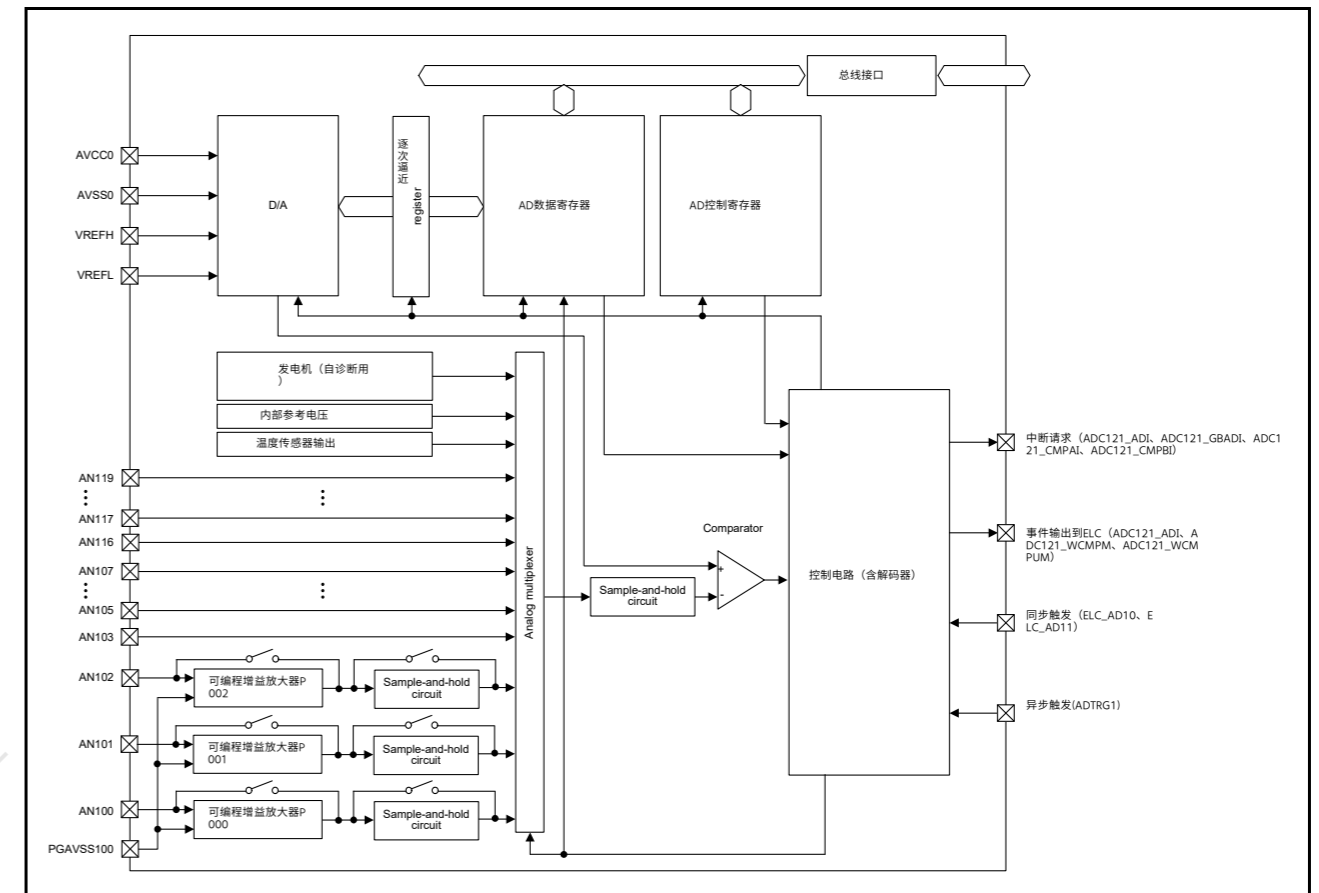 总线接口
AVCC0
AVSS0
VREFH
VREFL
D/A
逐次逼近
register
AD数据寄存器
AD控制寄存器
发电机（自诊断用
）
内部参考电压
温度传感器输出
AN119
AN117
AN116
AN107
AN105
AN103
AN102
AN101
AN100
PGAVSS100
可编程增益放大器P
002
Sample-and-hold
circuit
可编程增益放大器P
001
Sample-and-hold
circuit
可编程增益放大器P
000
Sample-and-hold
circuit
Analog multiplexer
Sample-and-hold
circuit
Comparator
+
-
控制电路（含解码器）
中断请求（ADC121_ADI、ADC121_GBADI、ADC1
21_CMPAI、ADC121_CMPBI）
事件输出到ELC（ADC121_ADI、A
DC121_WCMPM、ADC121_WCM
PUM）
同步触发（ELC_AD10、E
LC_AD11）
异步触发(ADTRG1)